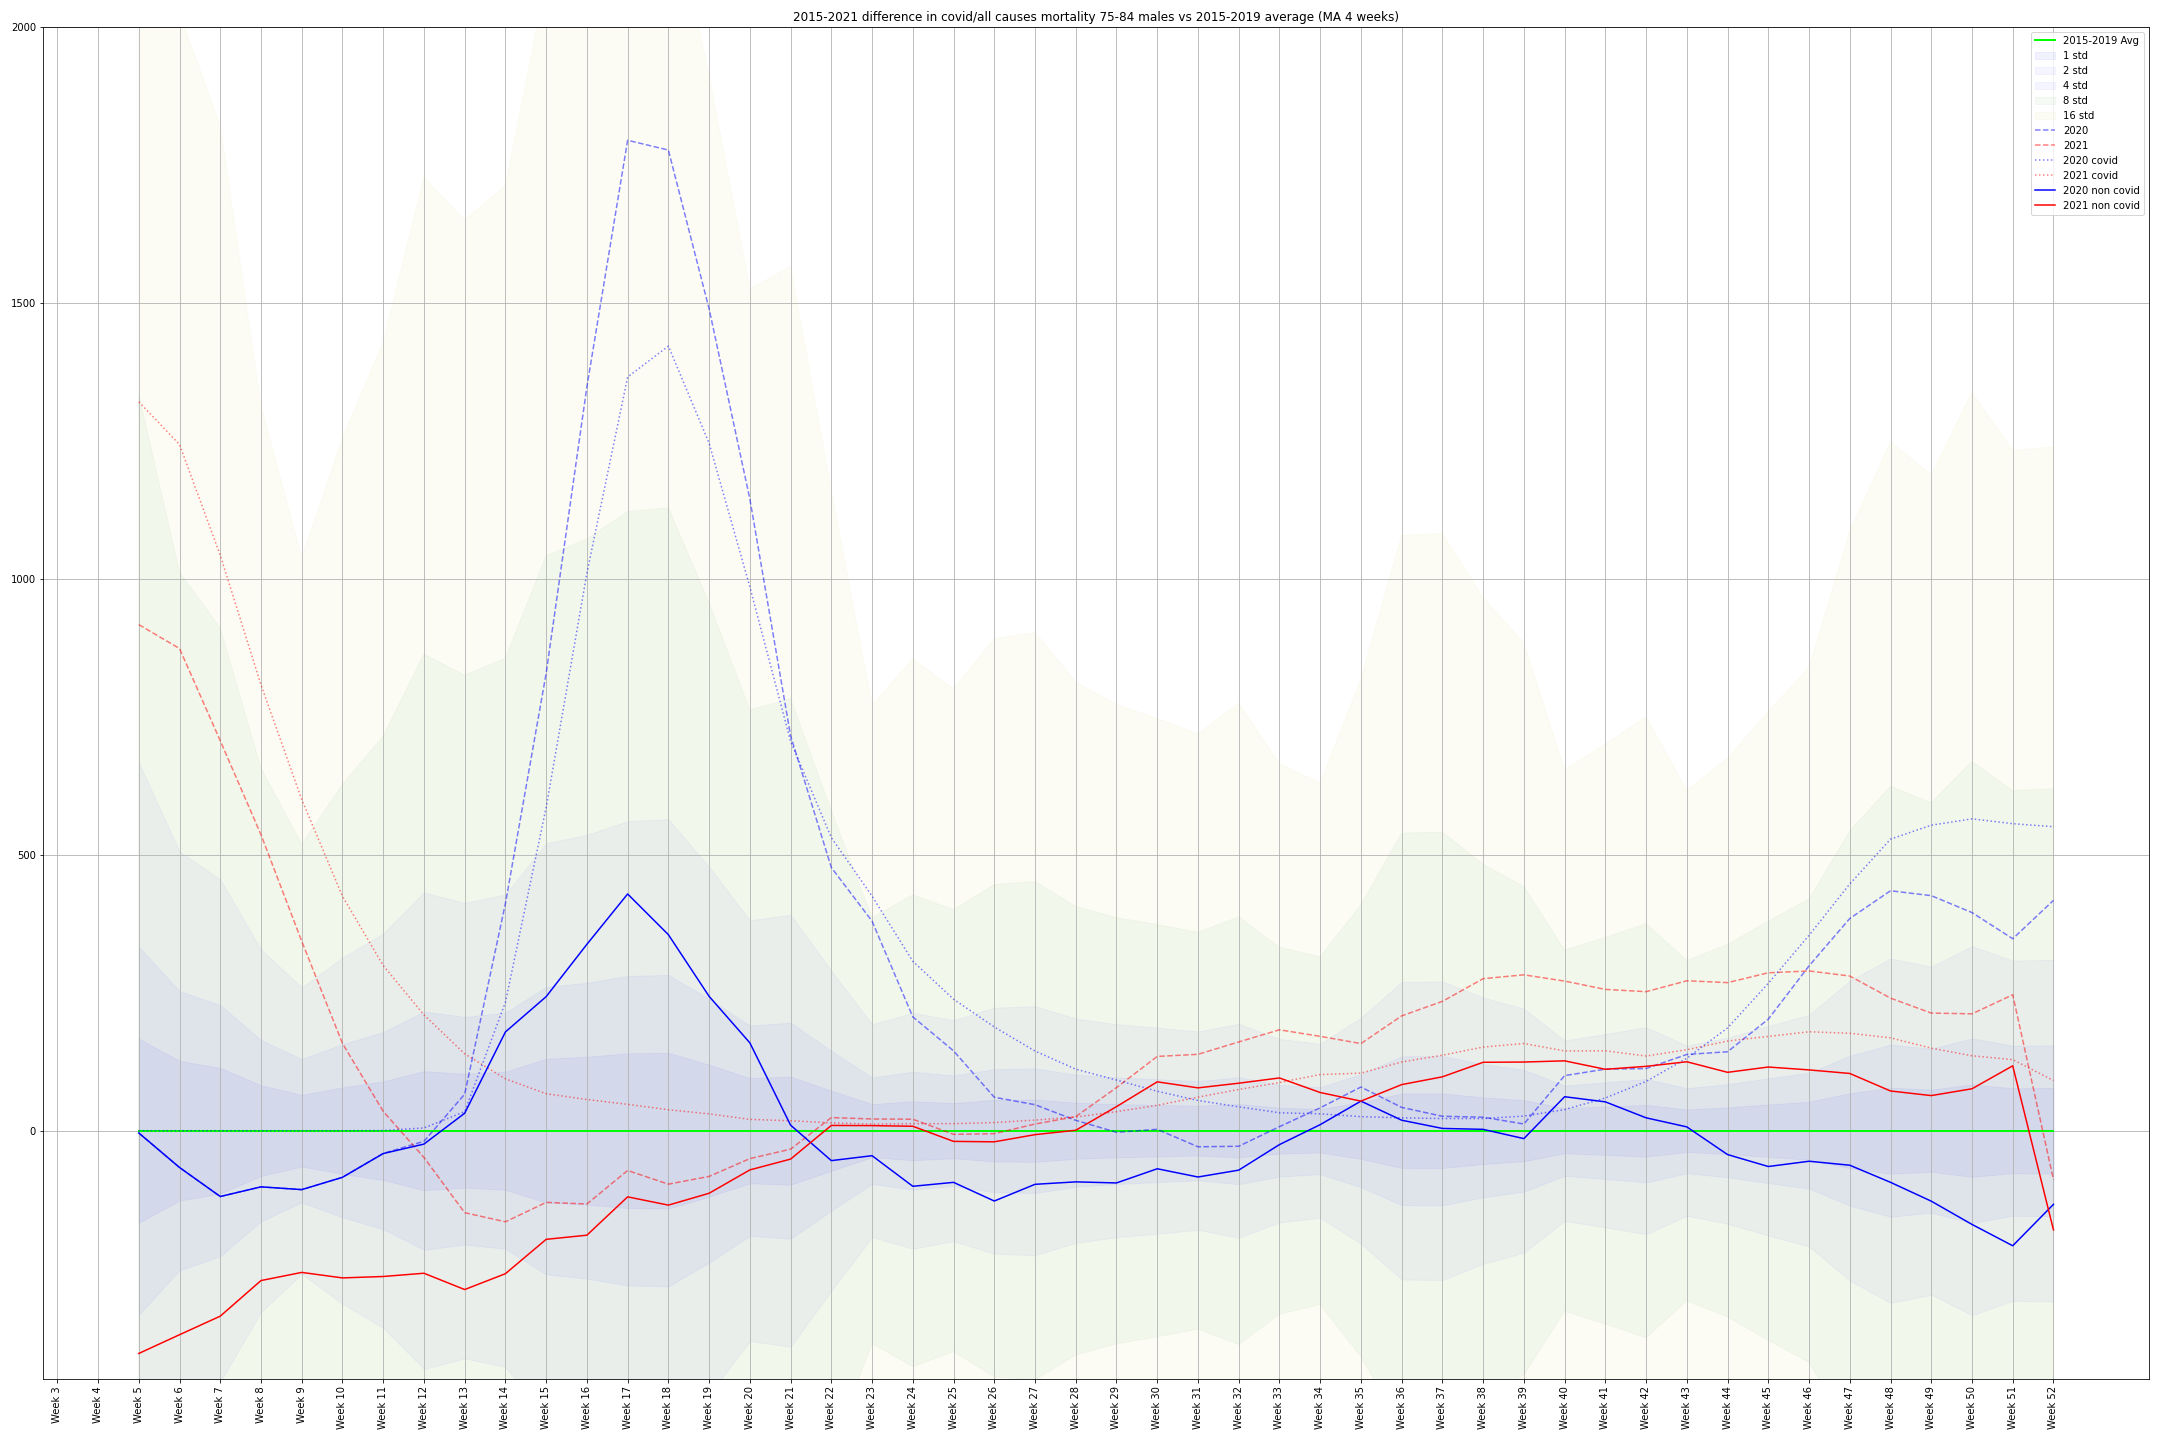 2015-2021 difference in covid/all causes mortality 75-84 males vs 2015-2019 average (MA 4 weeks)
2000
1500
1000
500
0
2015-2019 Avg
1 std
2 std
4 std
8 std
16 std
2020
2021
2020 covid
2021 covid
2020 non covid
2021 non covid
Week 3
Week 4
Week 5
Week 6
Week 7
Week 8
Week 9
Week 10
Week 11
Week 12
Week 13
Week 14
Week 15
Week 16
Week 17
Week 18
Week 19
Week 20
Week 21
Week 22
Week 23
Week 24
Week 25
Week 26
Week 27
Week 28
Week 29
Week 30
Week 31
Week 32
Week 33
Week 34
Week 35
Week 36
Week 37
Week 38
Week 39
Week 40
Week 41
Week 42
Week 43
Week 44
Week 45
Week 46
Week 47
Week 48
Week 49
Week 50
Week 51
Week 52